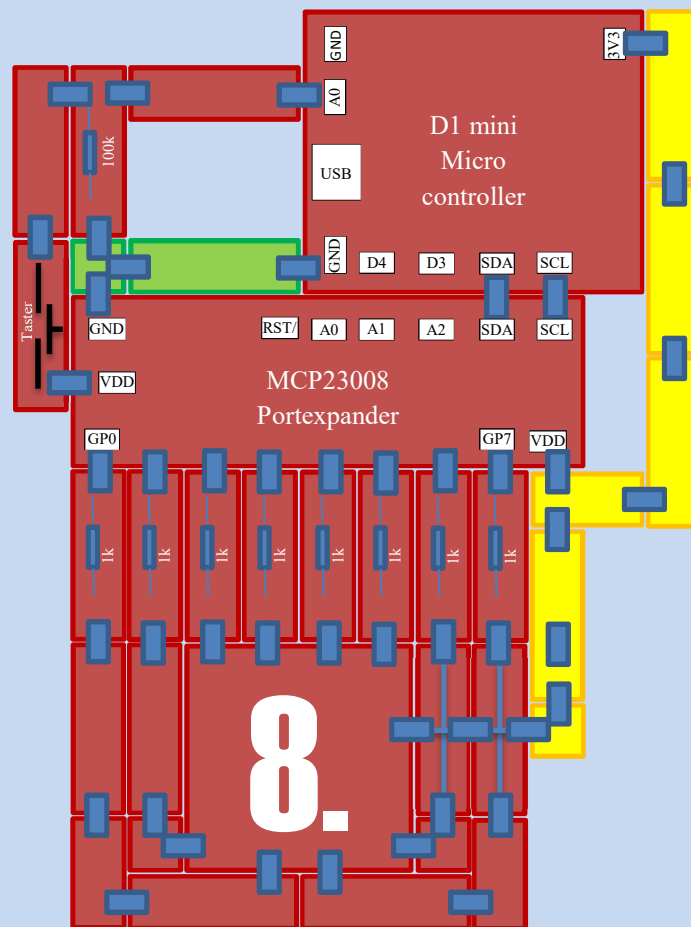 GND
3V3
A0
D1 mini
Micro
controller
100k
USB
GND
D4
D3
SDA
SCL
Taster
GND
RST/
A0
A1
A2
SDA
SCL
VDD
MCP23008
Portexpander
GP0
GP7
VDD
1k
1k
1k
1k
1k
1k
1k
1k
8.